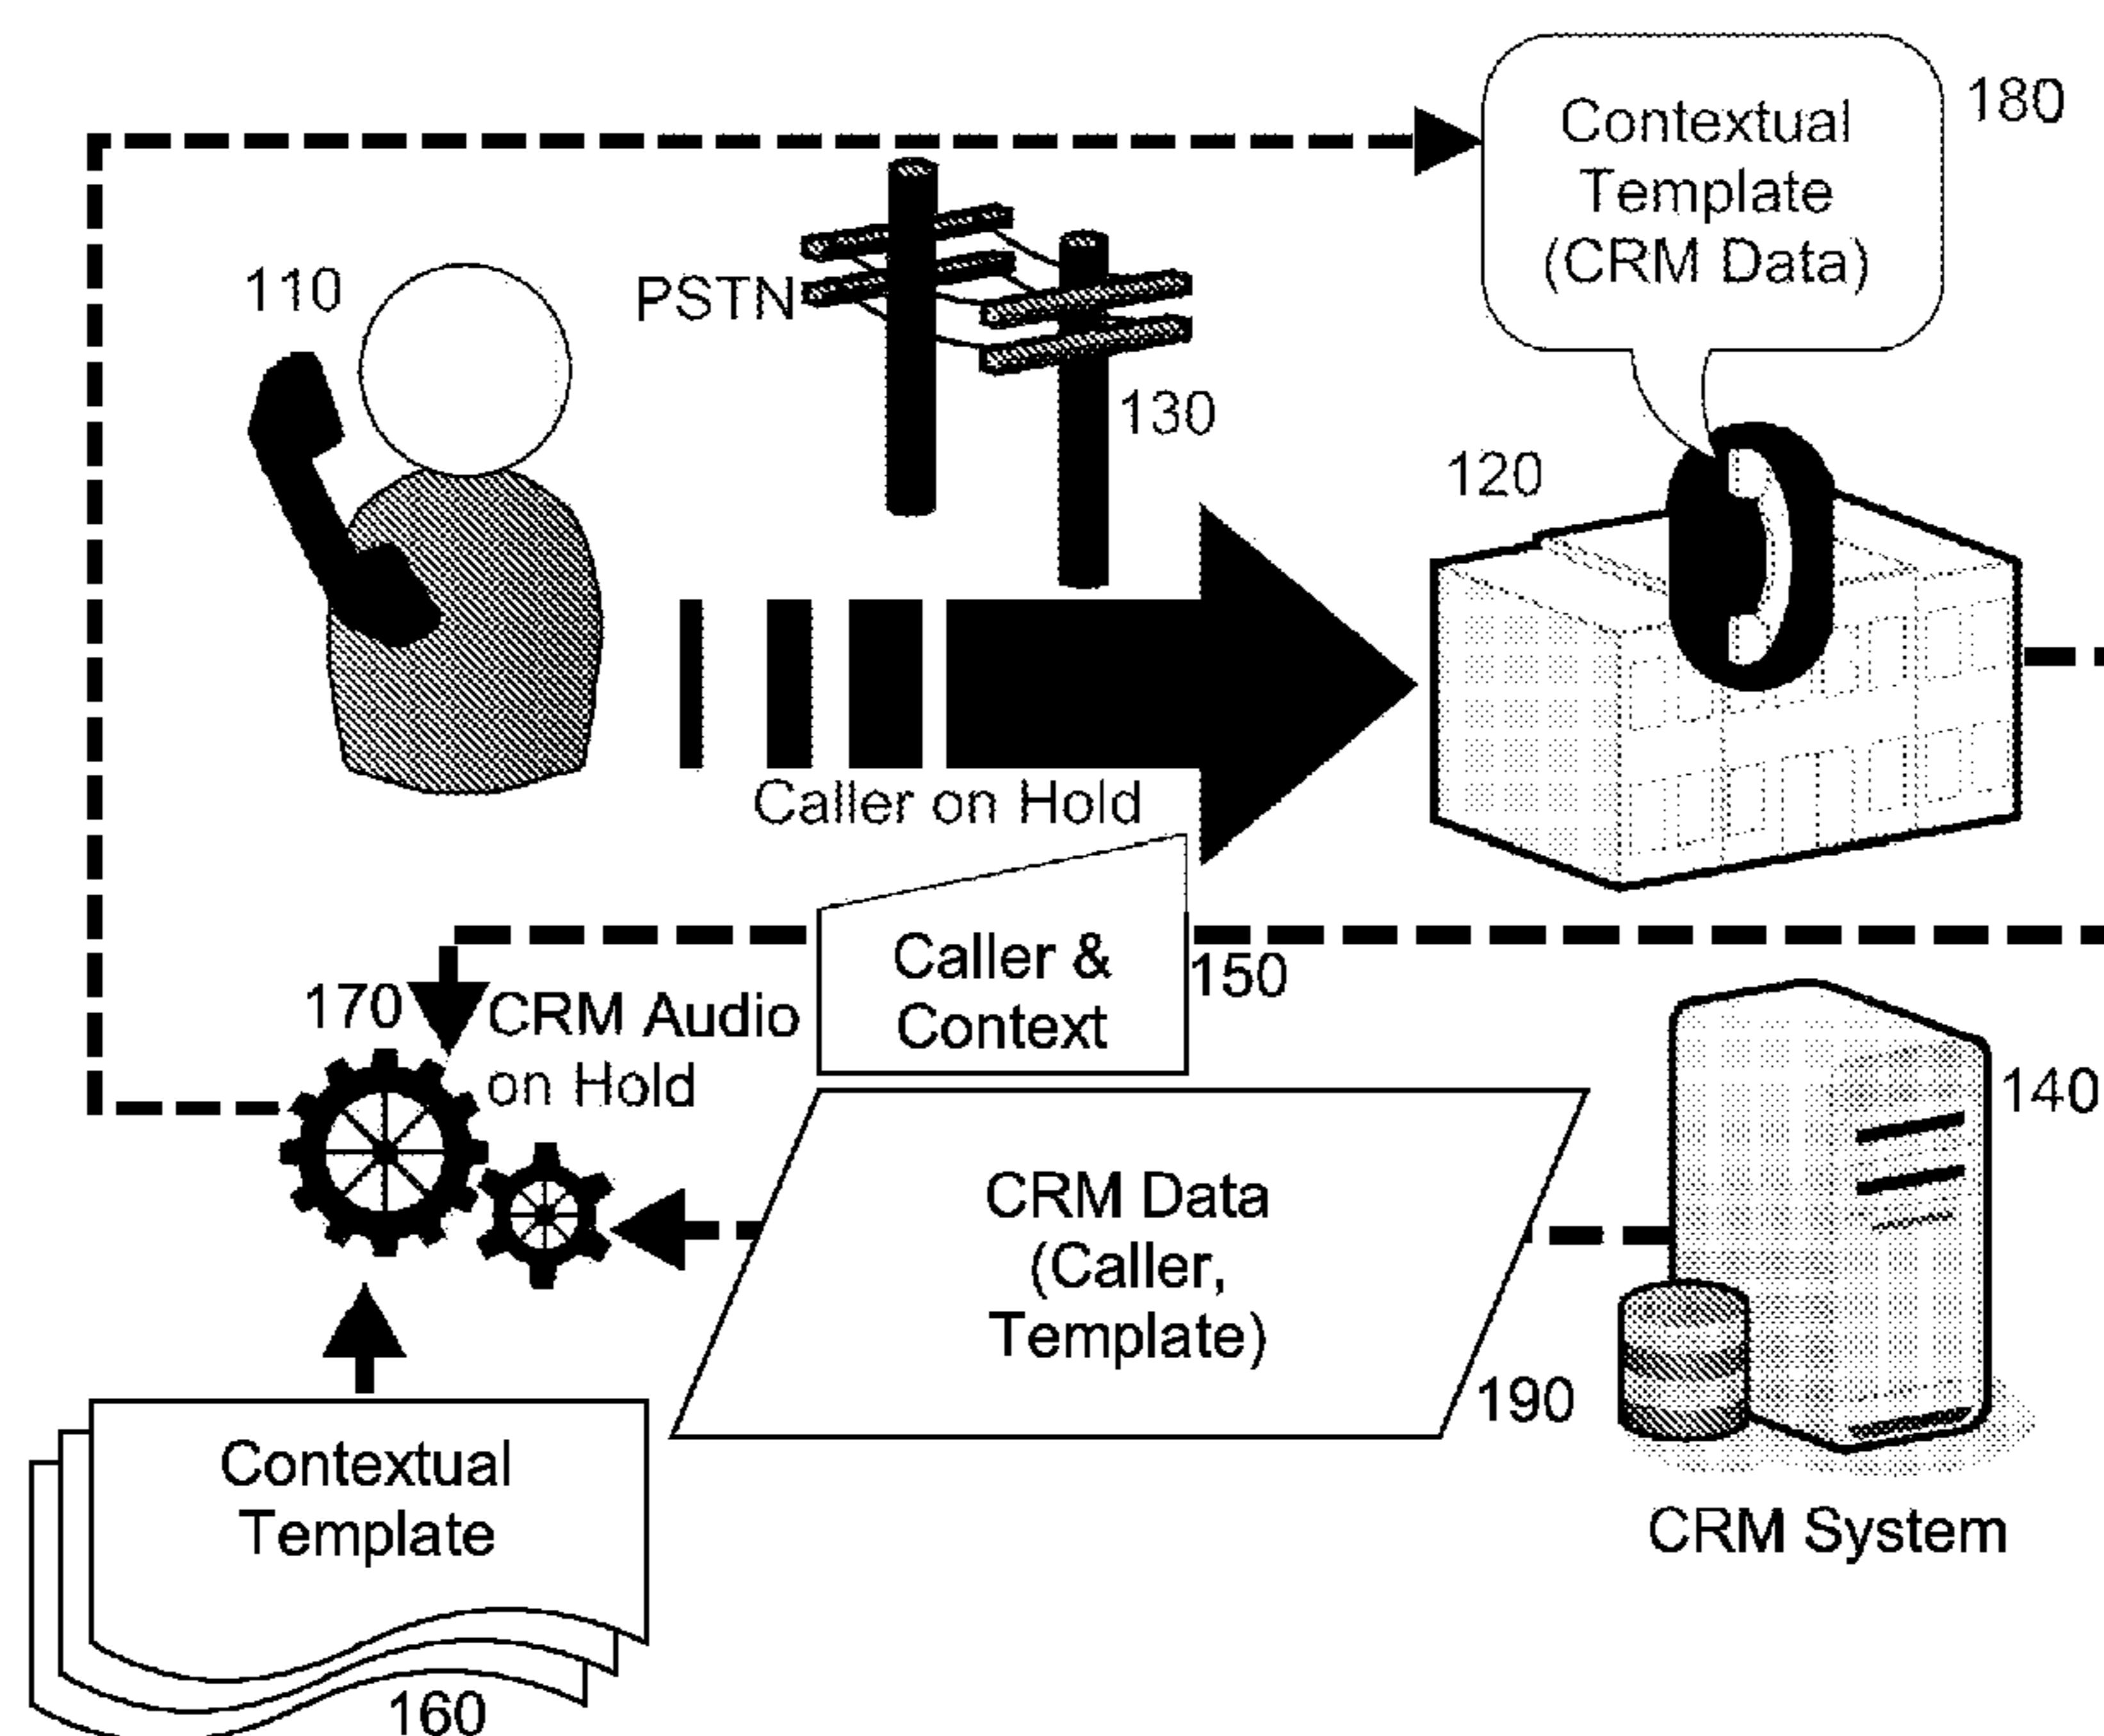 180
Contextual
Template
(CRM Data)
110
PSTN
130
120
Caller on Hold
Caller &
Context
150
170
CRM Audio
on Hold
140
CRM Data
(Caller,
Template)
190
Contextual
Template
160
CRM System